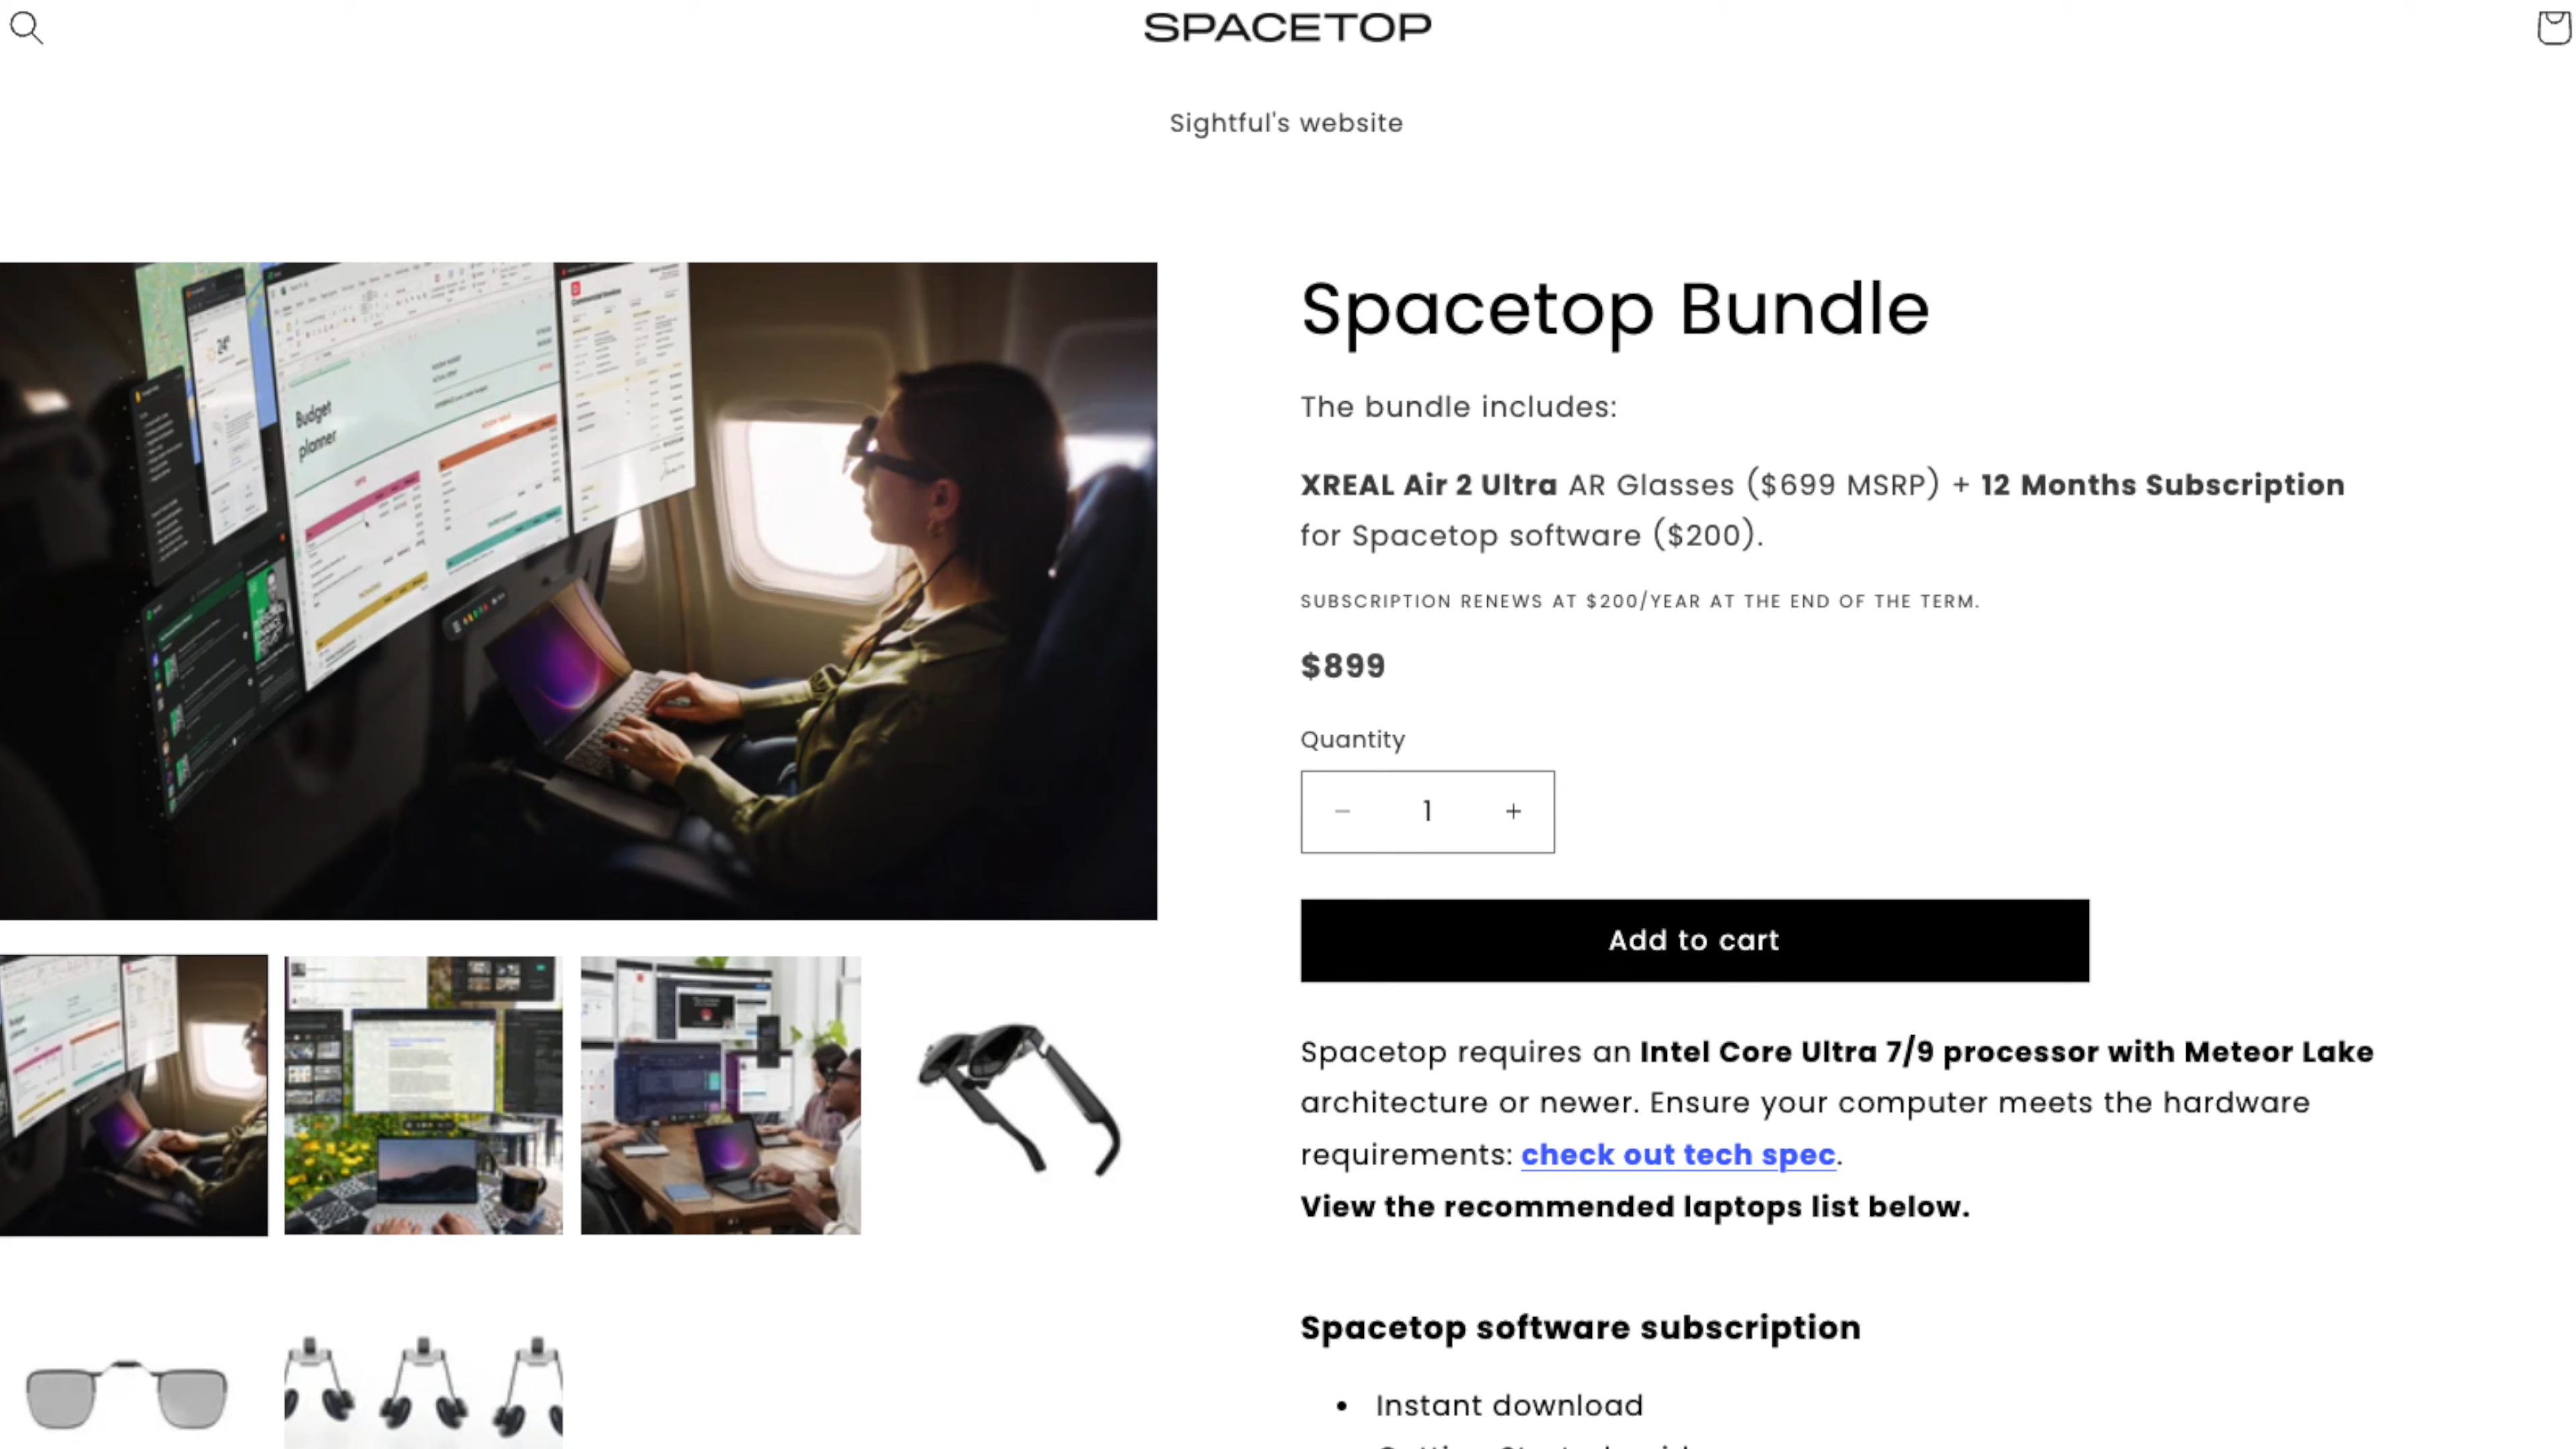 SPACETOP
Sightful's website
Budget
planner
Spacetop Bundle
The bundle includes:
XREAL Air 2 Ultra AR Glasses ($699 MSRP) + 12 Months Subscription
for Spacetop software ($200).
SUBSCRIPTION RENEWS AT $200/YEAR AT THE END OF THE TERM.
$899
Quantity
− 1 +
Add to cart
Spacetop requires an Intel Core Ultra 7/9 processor with Meteor Lake
architecture or newer. Ensure your computer meets the hardware
requirements: check out tech spec.
View the recommended laptops list below.
Spacetop software subscription
• Instant download